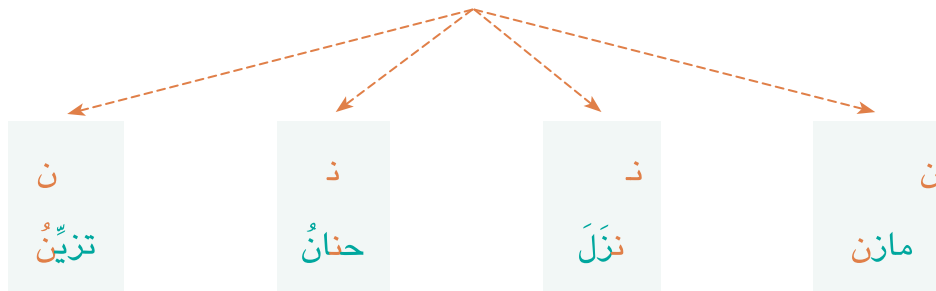 ن
مازن
نـ
نزَلَ
ـنـ
حنانُ
ن
تزيِّنُ